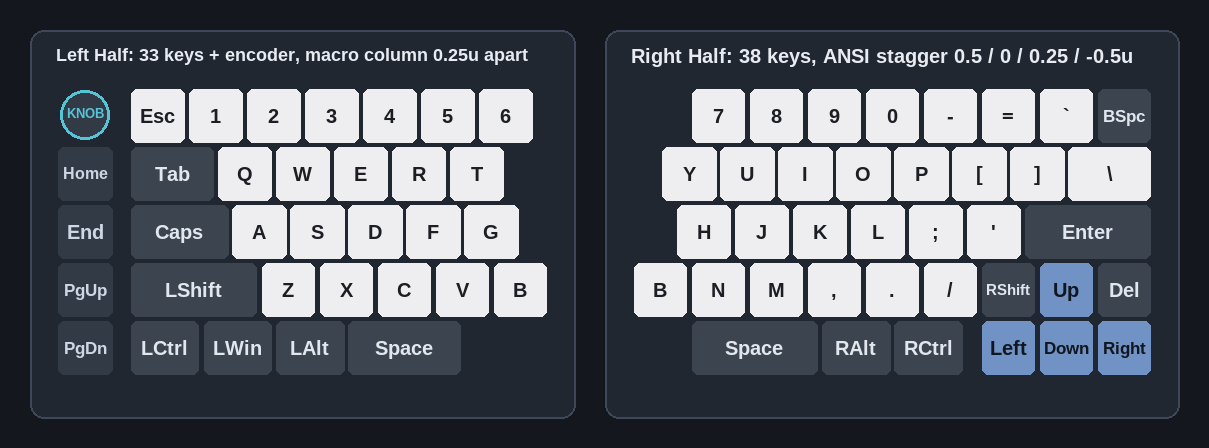 Left Half: 33 keys + encoder, macro column 0.25u apart
KNOB Esc 1 2 3 4 5 6
Home Tab Q W E R T
End Caps A S D F G
PgUp LShift Z X C V B
PgDn LCtrl LWin LAlt Space
Right Half: 38 keys, ANSI stagger 0.5 / 0 / 0.25 / -0.5u
7 8 9 0 - = ` BSpc
Y U I O P [ ] \
H J K L ; ' Enter
B N M , . / RShift Up Del
Space RAlt RCtrl Left Down Right